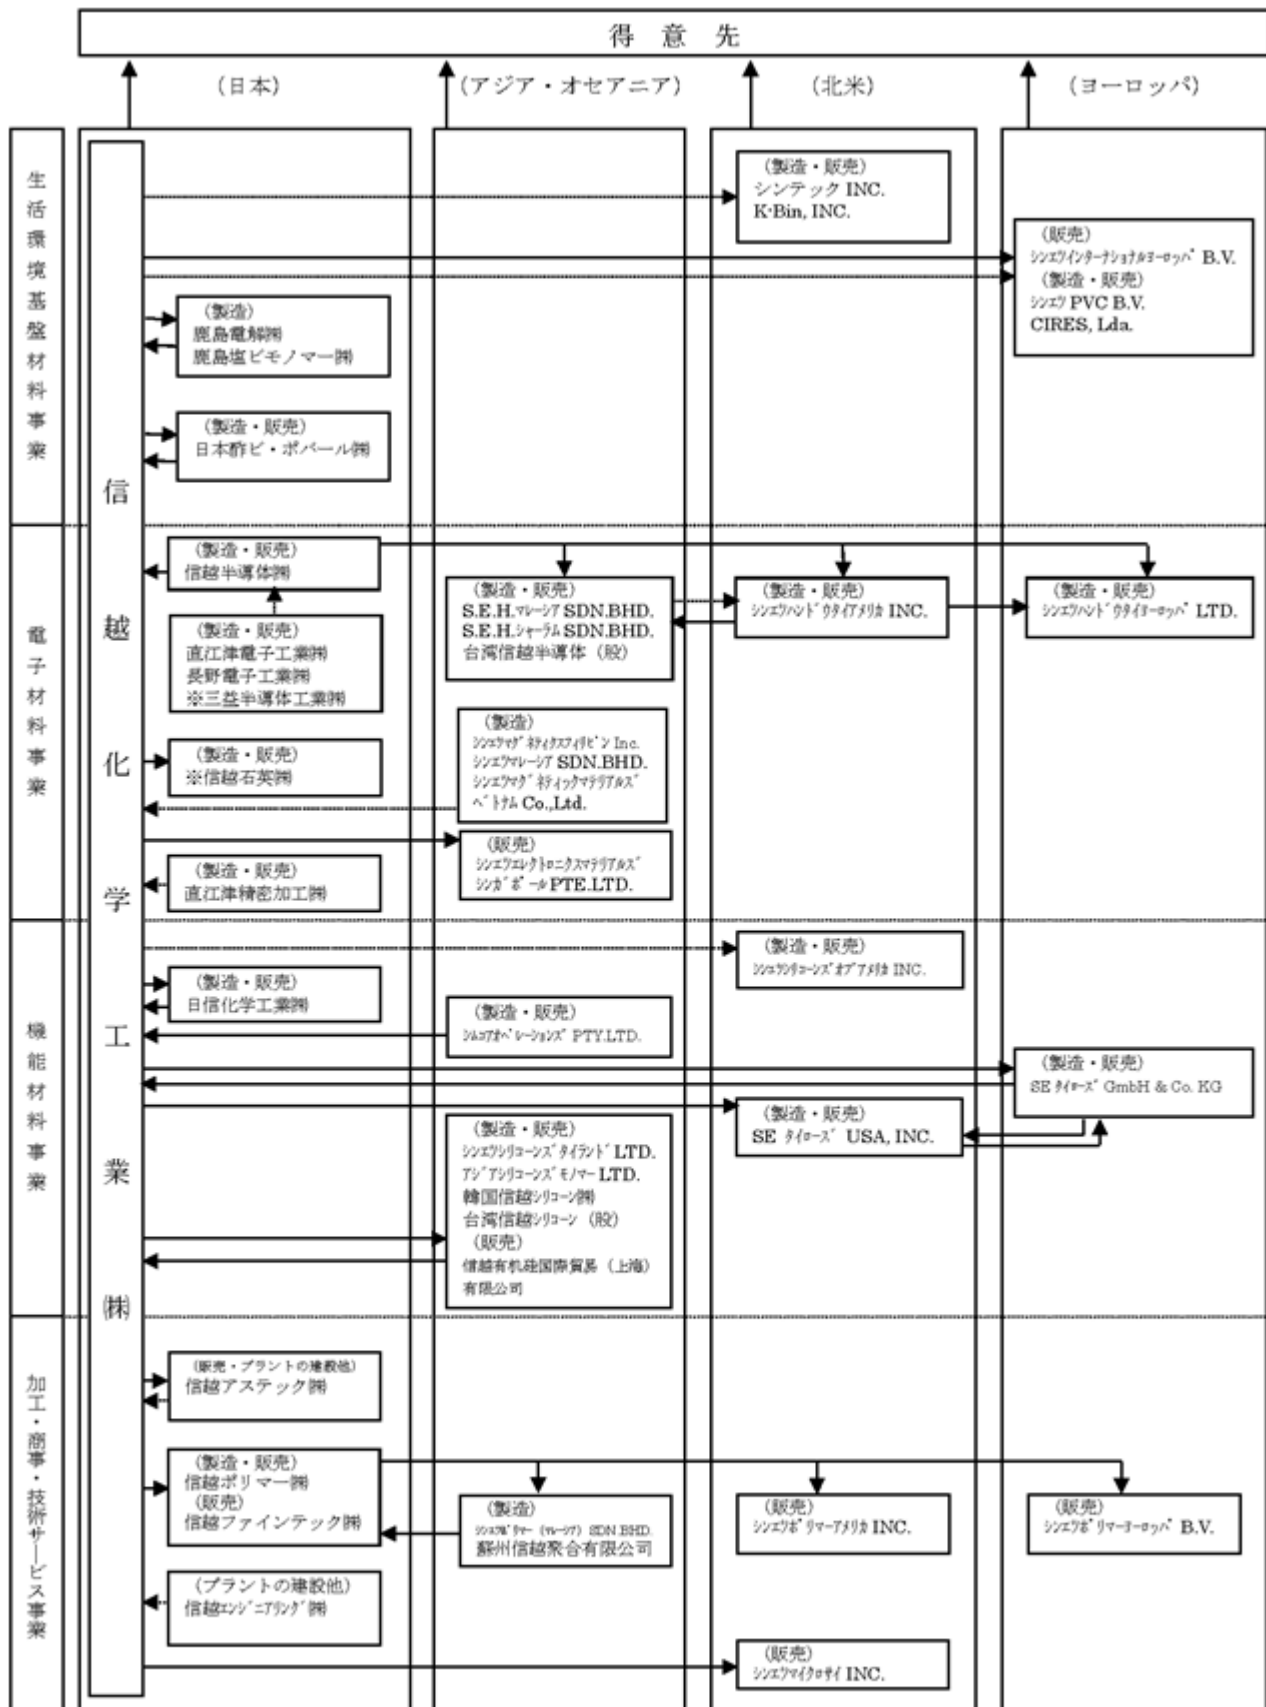 得意先
(日本)
(アジア・オセアニア)
(北米)
(ヨーロッパ)
信越化学工業㈱
生活環境基盤材料事業
(製造・販売)
シンテック INC.
K-Bin, INC.
(販売)
シンエツインターナショナルヨーロッパ B.V.
(製造・販売)
シンエツ PVC B.V.
CIRES, Lda.
(製造)
鹿島電解㈱
鹿島塩ビモノマー㈱
(製造・販売)
日本酢ビ・ポバール㈱
電子材料事業
(製造・販売)
信越半導体㈱
(製造・販売)
S.E.H.マレーシア SDN.BHD.
S.E.H.シャーラム SDN.BHD.
台湾信越半導体（股）
(製造・販売)
シンエツハンドウタイアメリカ INC.
(製造・販売)
シンエツハンドウタイヨーロッパ LTD.
(製造・販売)
直江津電子工業㈱
長野電子工業㈱
※三益半導体工業㈱
(製造・販売)
※信越石英㈱
(製造)
シンエツマグネティクスフィリピン Inc.
シンエツマレーシア SDN.BHD.
シンエツマグネティックマテリアルズ
ベトナム Co.,Ltd.
(販売)
シンエツエレクトロニクスマテリアルズ
シンガポール PTE.LTD.
(製造・販売)
直江津精密加工㈱
機能材料事業
(製造・販売)
シンエツシリコーンズオブアメリカ INC.
(製造・販売)
日信化学工業㈱
(製造・販売)
シムコアオペレーションズ PTY.LTD.
(製造・販売)
SE タイローズ GmbH & Co. KG
(製造・販売)
SE タイローズ USA, INC.
(製造・販売)
シンエツシリコーンズタイランド LTD.
アジアシリコーンズモノマー LTD.
韓国信越シリコーン㈱
台湾信越シリコーン（股）
(販売)
信越有机硅国際貿易（上海）
有限公司
加工・商事・技術サービス事業
(販売・プラントの建設他)
信越アステック㈱
(製造・販売)
信越ポリマー㈱
(販売)
信越ファインテック㈱
(製造)
シンエツポリマー（マレーシア）SDN.BHD.
蘇州信越聚合有限公司
(販売)
シンエツポリマーアメリカ INC.
(販売)
シンエツポリマーヨーロッパ B.V.
(プラントの建設他)
信越エンジニアリング㈱
(販売)
シンエツマイクロサイ INC.